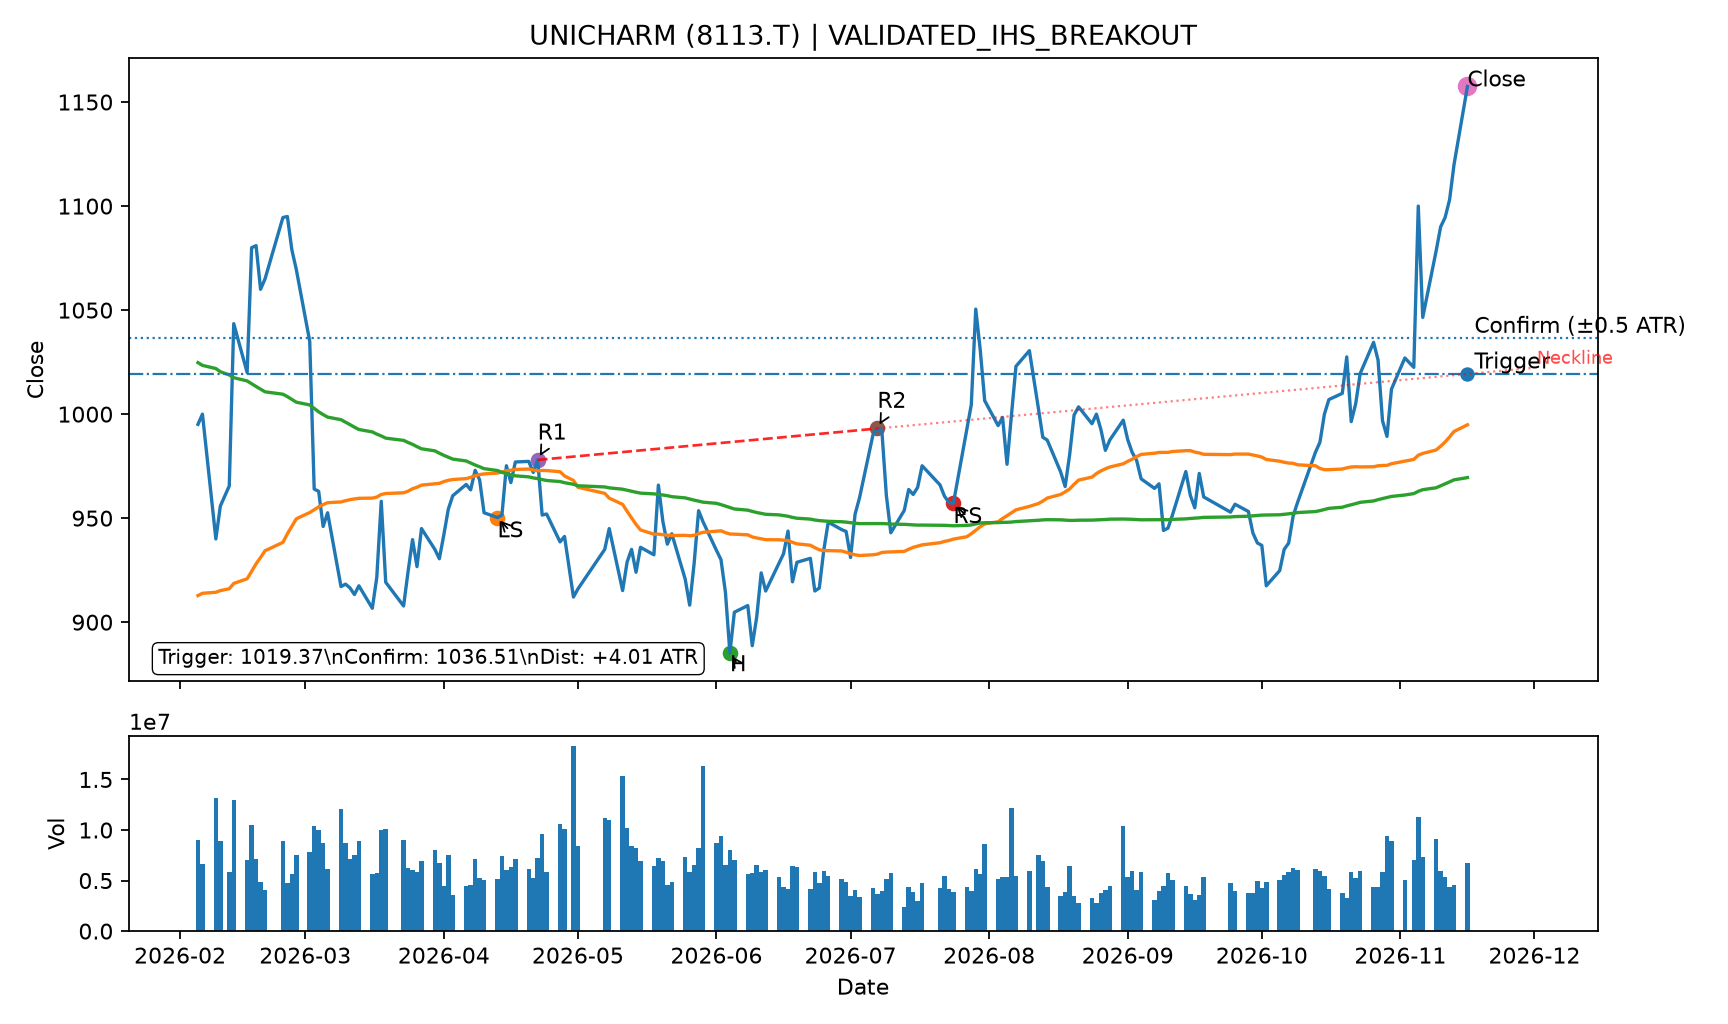 UNICHARM (8113.T) | VALIDATED_IHS_BREAKOUT
Close
1150
1100
1050
1000
950
900
Close
Confirm (±0.5 ATR)
Trigger
Neckline
R1
R2
LS
RS
H
Trigger: 1019.37\nConfirm: 1036.51\nDist: +4.01 ATR
1e7
Vol
1.5
1.0
0.5
0.0
2026-02 2026-03 2026-04 2026-05 2026-06 2026-07 2026-08 2026-09 2026-10 2026-11 2026-12
Date